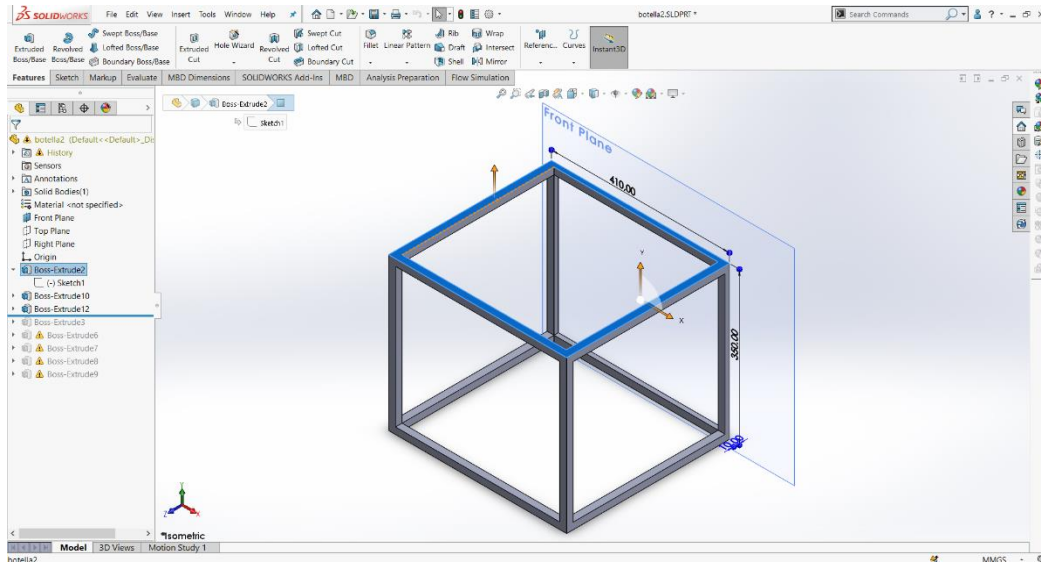 SOLIDWORKS File Edit View Insert Tools Window Help
botella2.SLDPRT *
Search Commands
Extruded Boss/Base
Revolved Boss/Base
Swept Boss/Base
Lofted Boss/Base
Boundary Boss/Base
Extruded Cut
Hole Wizard
Revolved Cut
Swept Cut
Lofted Cut
Boundary Cut
Fillet
Linear Pattern
Rib
Draft
Shell
Wrap
Intersect
Mirror
Referenc...
Curves
Instant3D
Features Sketch Markup Evaluate MBD Dimensions SOLIDWORKS Add-Ins MBD Analysis Preparation Flow Simulation
Boss-Extrude2
Sketch1
botella2 (Default<<Default>_Dis
History
Sensors
Annotations
Solid Bodies(1)
Material <not specified>
Front Plane
Top Plane
Right Plane
Origin
Boss-Extrude2
(-) Sketch1
Boss-Extrude10
Boss-Extrude12
Boss-Extrude3
Boss-Extrude6
Boss-Extrude7
Boss-Extrude8
Boss-Extrude9
Front Plane
410.00
Y
X
350.00
10.00
Y
Z
X
*Isometric
Model 3D Views Motion Study 1
botella2
MMGS